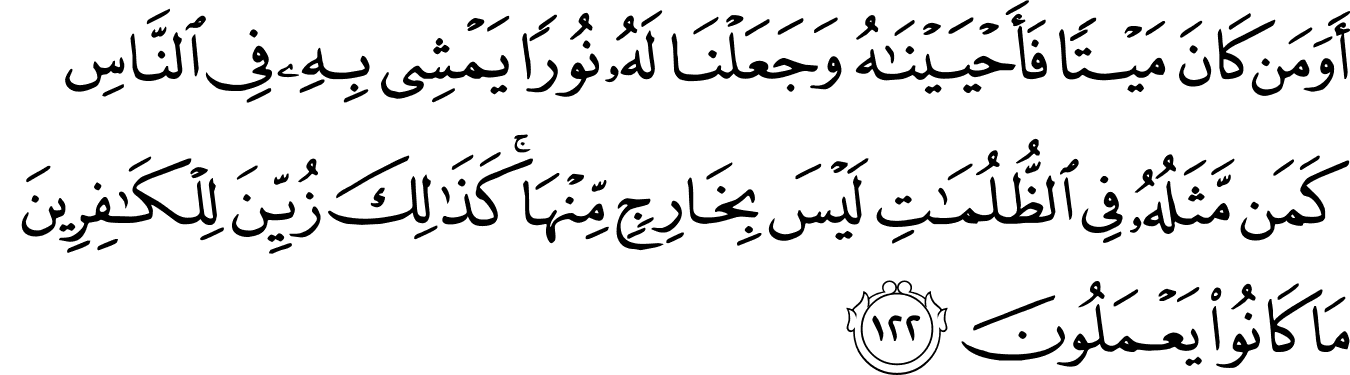 أَوَمَن كَانَ مَيْتًا فَأَحْيَيْنَـٰهُ وَجَعَلْنَا لَهُۥ نُورًا يَمْشِى بِهِۦ فِى ٱلنَّاسِ
كَمَن مَّثَلُهُۥ فِى ٱلظُّلُمَـٰتِ لَيْسَ بِخَارِجٍ مِّنْهَا ۚ كَذَٰلِكَ زُيِّنَ لِلْكَـٰفِرِينَ
مَا كَانُوا۟ يَعْمَلُونَ ١٢٢